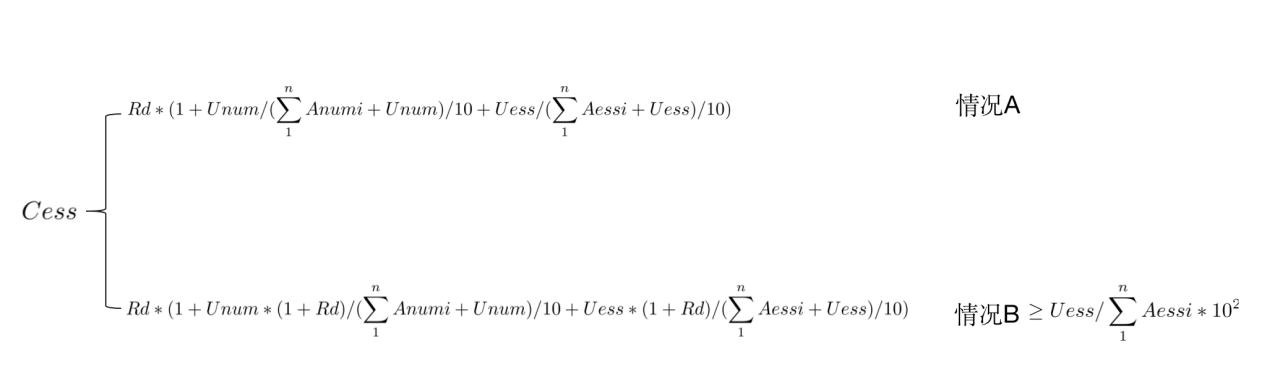 Rd ∗ (1 + Unum/(∑_1^n Anumi + Unum)/10 + Uess/(∑_1^n Aessi + Uess)/10) 情况A
Cess
Rd ∗ (1 + Unum ∗ (1 + Rd)/(∑_1^n Anumi + Unum)/10 + Uess ∗ (1 + Rd)/(∑_1^n Aessi + Uess)/10) 情况B ≥ Uess/∑_1^n Aessi ∗ 10^2